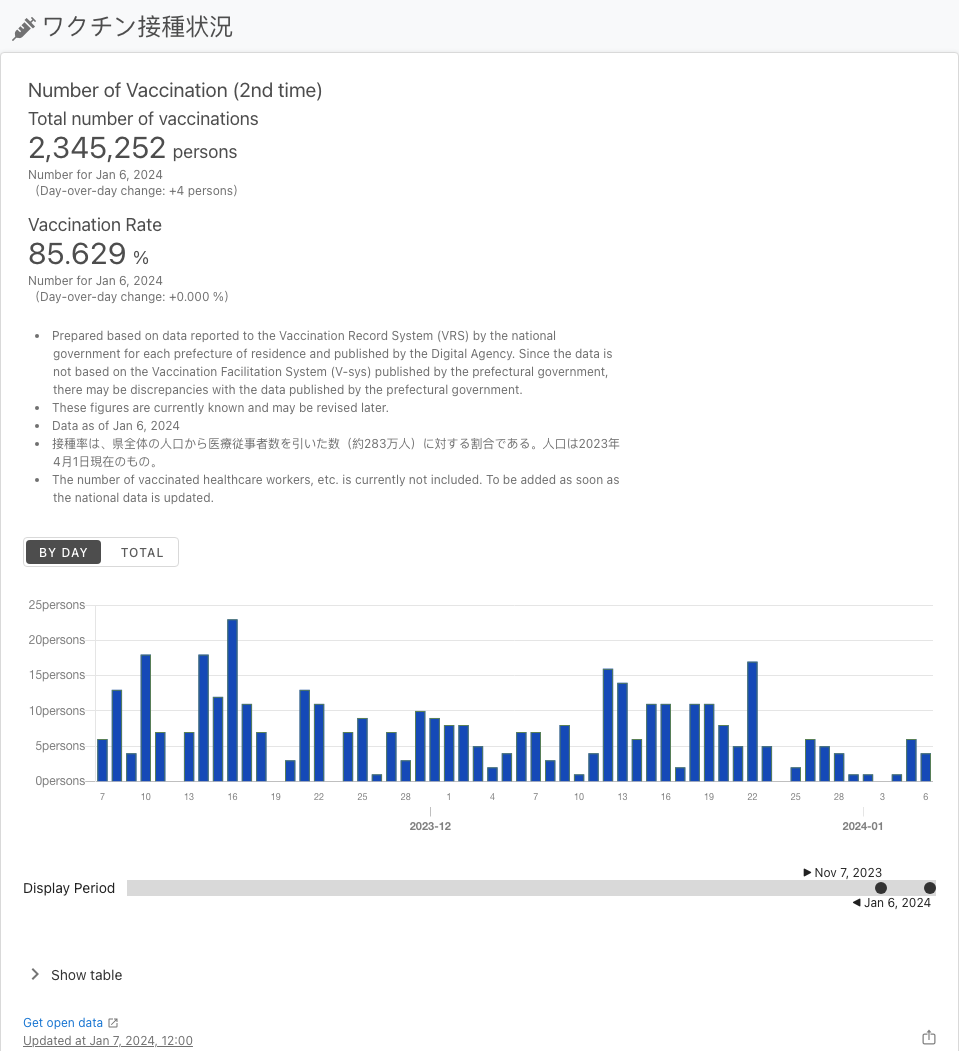 ワクチン接種状況
Number of Vaccination (2nd time)
Total number of vaccinations
2,345,252 persons
Number for Jan 6, 2024
(Day-over-day change: +4 persons)
Vaccination Rate
85.629 %
Number for Jan 6, 2024
(Day-over-day change: +0.000 %)
• Prepared based on data reported to the Vaccination Record System (VRS) by the national
government for each prefecture of residence and published by the Digital Agency. Since the data is
not based on the Vaccination Facilitation System (V-sys) published by the prefectural government,
there may be discrepancies with the data published by the prefectural government.
• These figures are currently known and may be revised later.
• Data as of Jan 6, 2024
• 接種率は、県全体の人口から医療従事者数を引いた数（約283万人）に対する割合である。人口は2023年
4月1日現在のもの。
• The number of vaccinated healthcare workers, etc. is currently not included. To be added as soon as
the national data is updated.
BY DAY TOTAL
25persons
20persons
15persons
10persons
5persons
0persons
7 10 13 16 19 22 25 28 1 4 7 10 13 16 19 22 25 28 3 6
2023-12 2024-01
▶ Nov 7, 2023
Display Period
◀ Jan 6, 2024
Show table
Get open data
Updated at Jan 7, 2024, 12:00